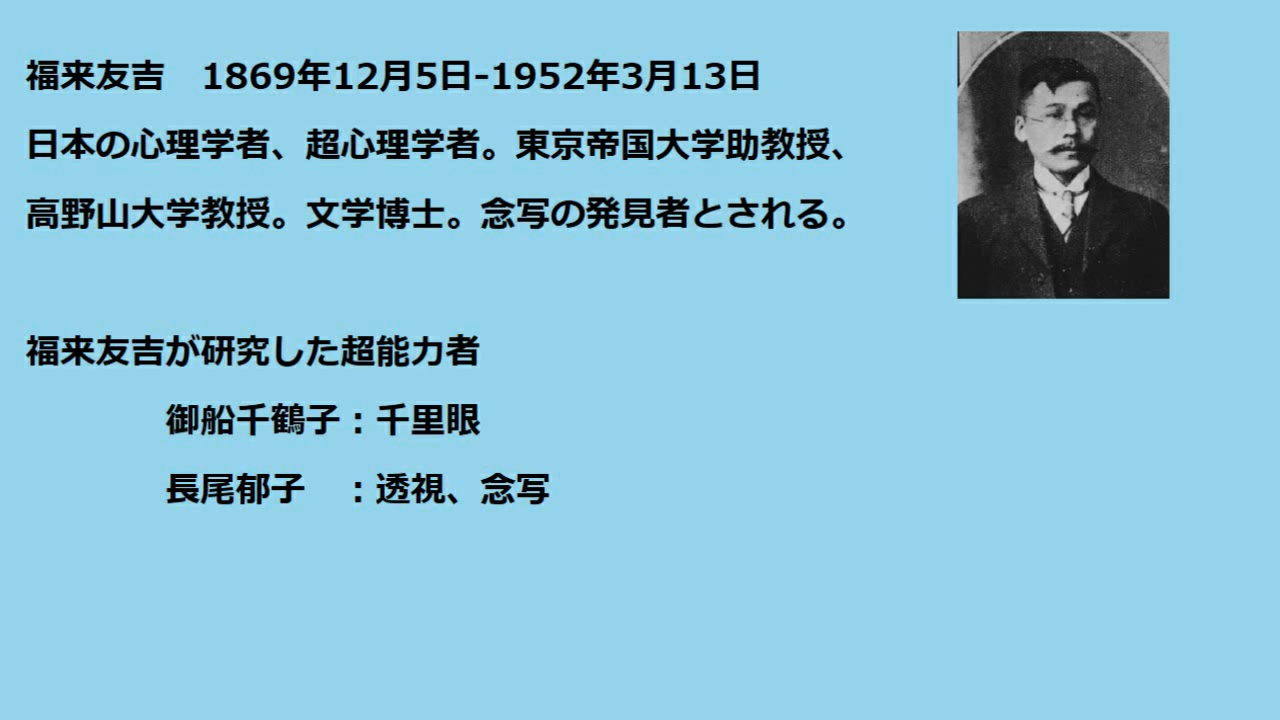 福来友吉　1869年12月5日-1952年3月13日
日本の心理学者、超心理学者。東京帝国大学助教授、
高野山大学教授。文学博士。念写の発見者とされる。
福来友吉が研究した超能力者
御船千鶴子：千里眼
長尾郁子　：透視、念写